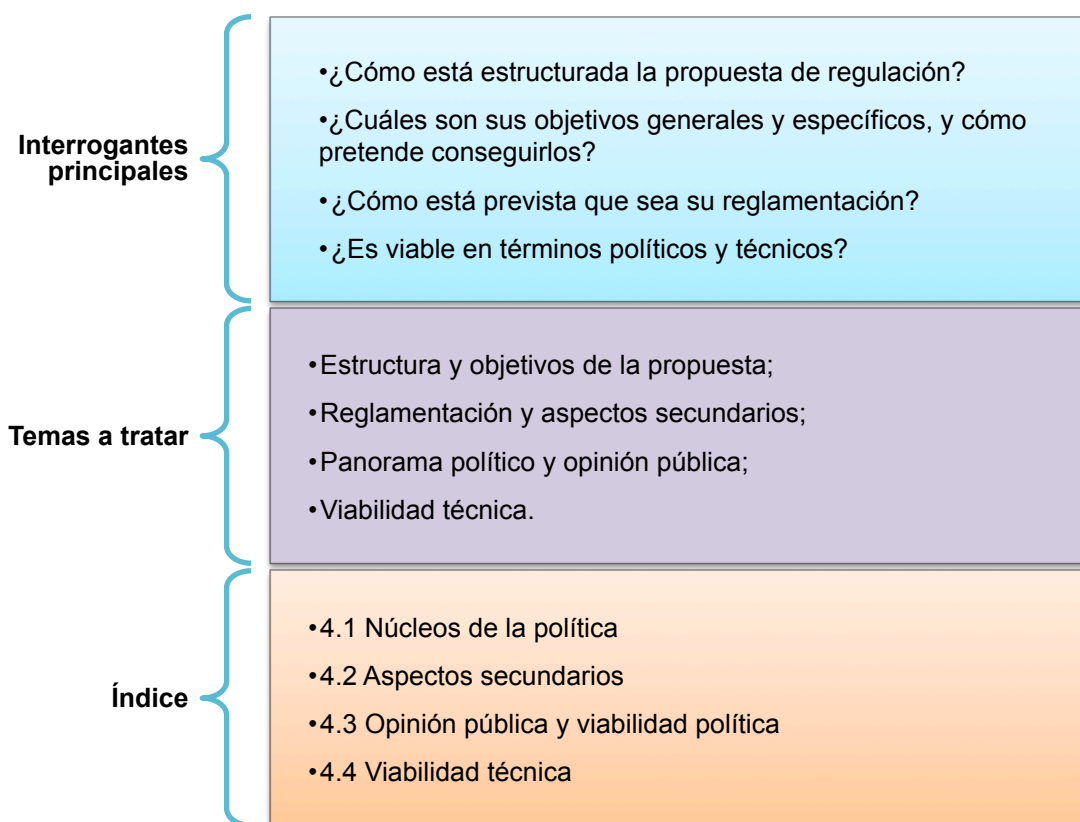 Interrogantes
principales
•¿Cómo está estructurada la propuesta de regulación?
•¿Cuáles son sus objetivos generales y específicos, y cómo
pretende conseguirlos?
•¿Cómo está prevista que sea su reglamentación?
•¿Es viable en términos políticos y técnicos?
Temas a tratar
•Estructura y objetivos de la propuesta;
•Reglamentación y aspectos secundarios;
•Panorama político y opinión pública;
•Viabilidad técnica.
Índice
•4.1 Núcleos de la política
•4.2 Aspectos secundarios
•4.3 Opinión pública y viabilidad política
•4.4 Viabilidad técnica